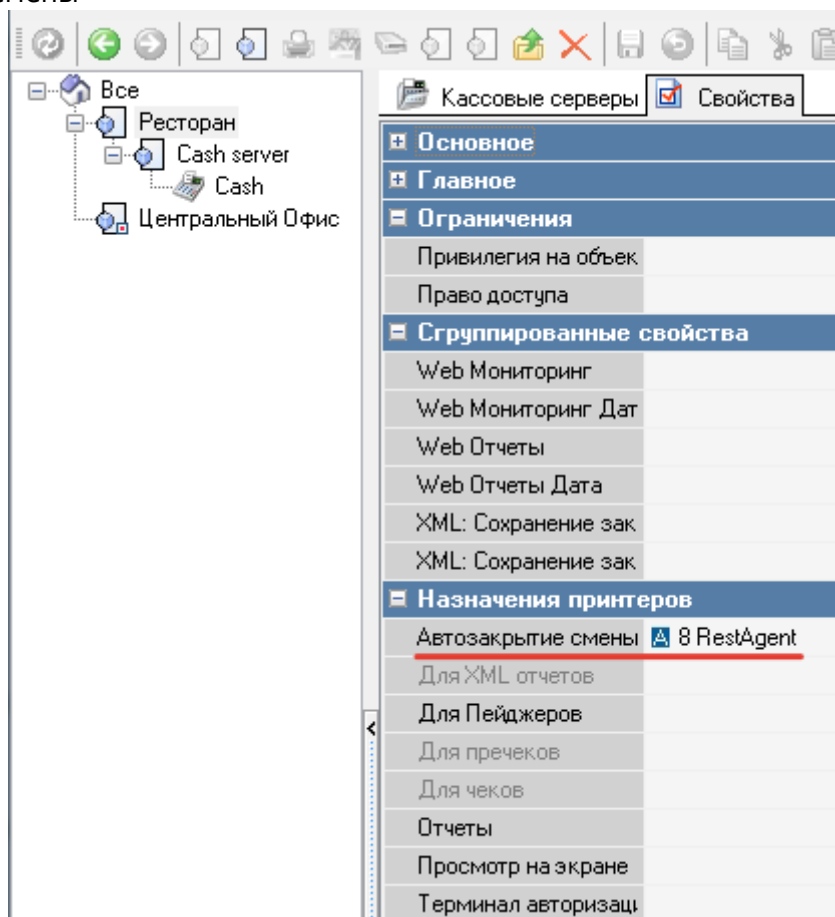 Все
Ресторан
Cash server
Cash
Центральный Офис
Кассовые серверы
Свойства
Основное
Главное
Ограничения
Привилегия на объек
Право доступа
Сгруппированные свойства
Web Мониторинг
Web Мониторинг Дат
Web Отчеты
Web Отчеты Дата
XML: Сохранение зак
XML: Сохранение зак
Назначения принтеров
Автозакрытие смены A 8 RestAgent
Для XML отчетов
Для Пейджеров
Для пречеков
Для чеков
Отчеты
Просмотр на экране
Терминал авторизаци